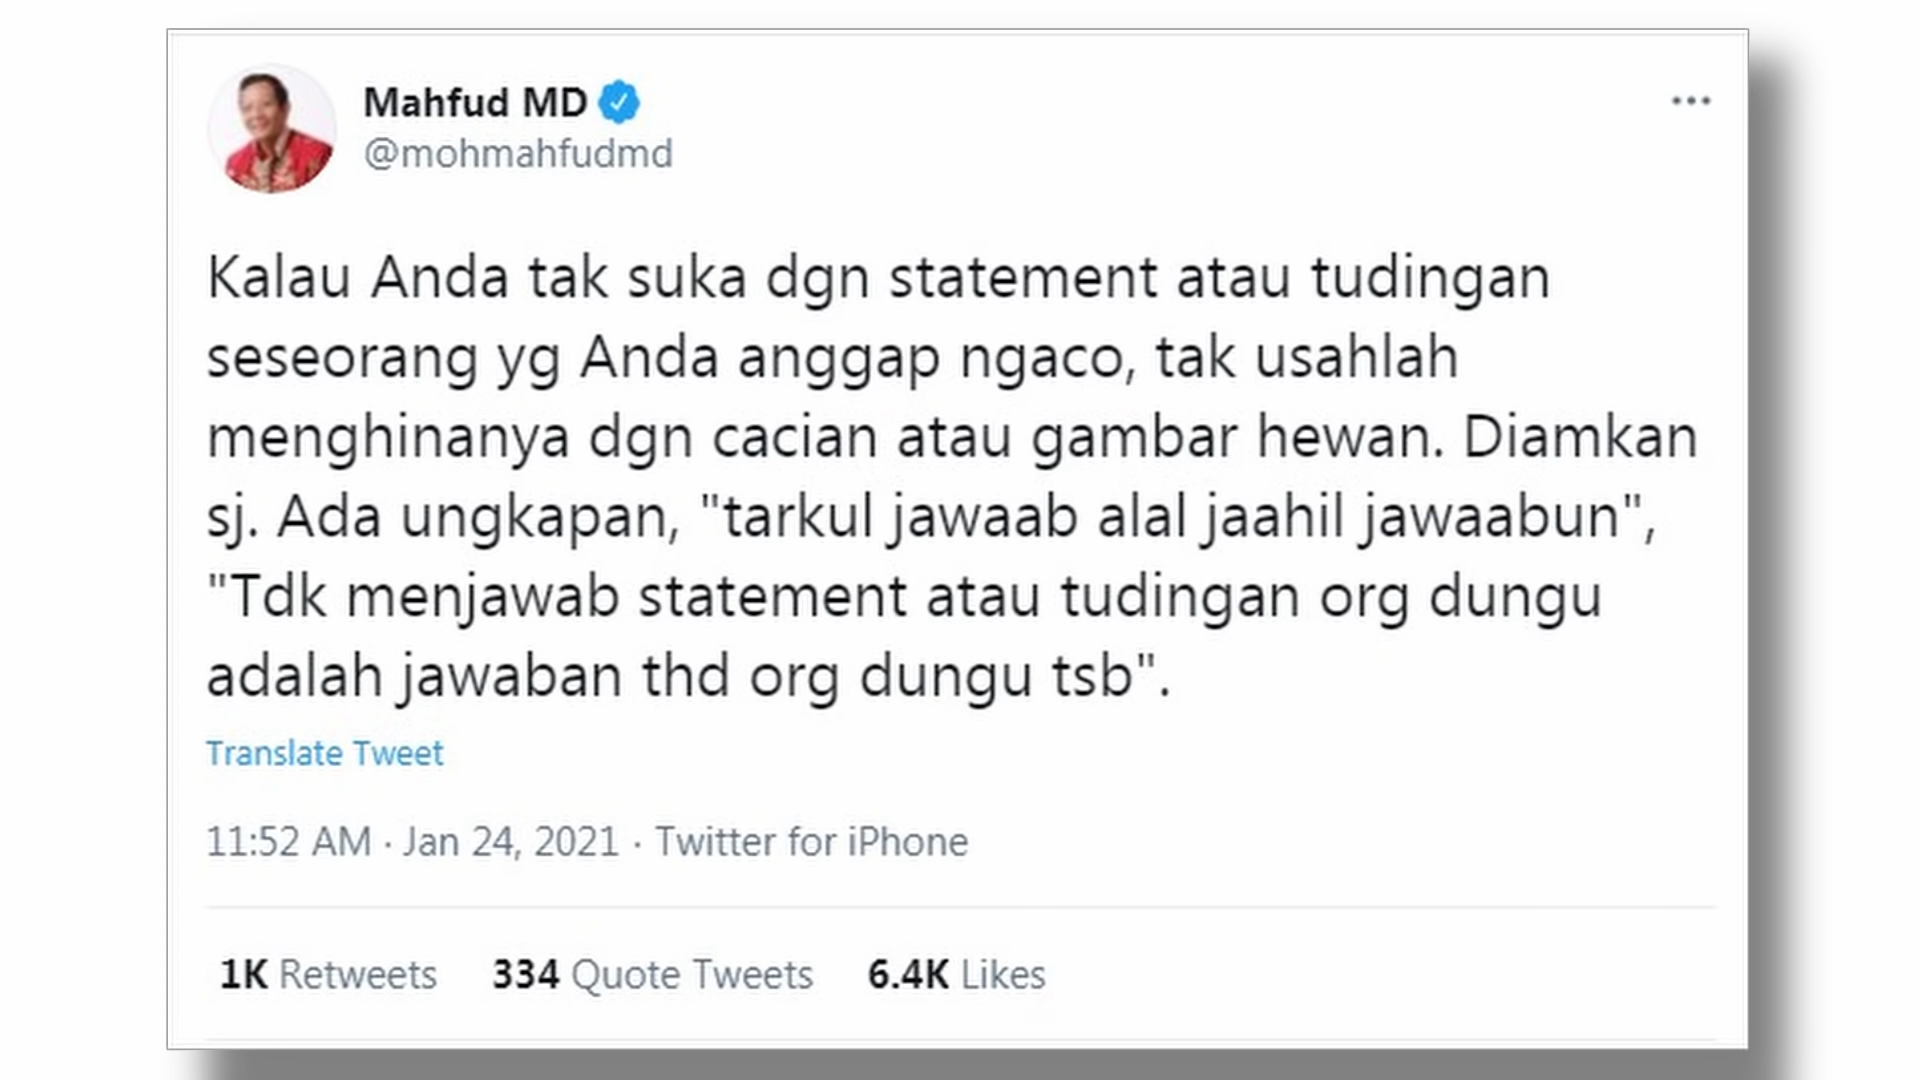 Mahfud MD
@mohmahfudmd
Kalau Anda tak suka dgn statement atau tudingan
seseorang yg Anda anggap ngaco, tak usahlah
menghinanya dgn cacian atau gambar hewan. Diamkan
sj. Ada ungkapan, "tarkul jawaab alal jaahil jawaabun",
"Tdk menjawab statement atau tudingan org dungu
adalah jawaban thd org dungu tsb".
Translate Tweet
11:52 AM · Jan 24, 2021 · Twitter for iPhone
1K Retweets 334 Quote Tweets 6.4K Likes